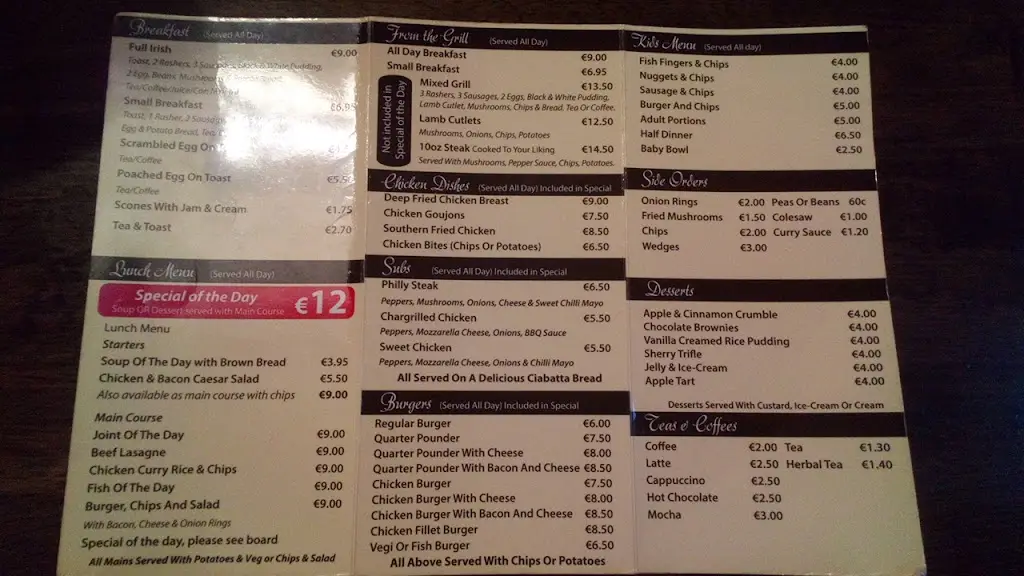 Breakfast (Served All Day)
Full Irish €9.00
Toast, 2 Rashers, 3 Sausages, Black & White Pudding,
2 Egg, Beans, Mushrooms
Tea/Coffee/Juice/Can
Small Breakfast €6.95
Toast, 1 Rasher, 2 Sausages
Egg & Potato Bread, Tea
Scrambled Egg On
Tea/Coffee
Poached Egg On Toast €5.50
Tea/Coffee
Scones With Jam & Cream €1.75
Tea & Toast €2.70
Lunch Menu (Served All Day)
Special of the Day €12
Soup OR Dessert served with Main Course
Lunch Menu
Starters
Soup Of The Day with Brown Bread €3.95
Chicken & Bacon Caesar Salad €5.50
Also available as main course with chips €9.00
Main Course
Joint Of The Day €9.00
Beef Lasagne €9.00
Chicken Curry Rice & Chips €9.00
Fish Of The Day €9.00
Burger, Chips And Salad €9.00
With Bacon, Cheese & Onion Rings
Special of the day, please see board
All Mains Served With Potatoes & Veg or Chips & Salad
From the Grill (Served All Day)
All Day Breakfast €9.00
Small Breakfast €6.95
Not included in
Special of the Day
Mixed Grill €13.50
3 Rashers, 3 Sausages, 2 Eggs, Black & White Pudding,
Lamb Cutlet, Mushrooms, Chips & Bread. Tea Or Coffee.
Lamb Cutlets €12.50
Mushrooms, Onions, Chips, Potatoes
10oz Steak Cooked To Your Liking €14.50
Served With Mushrooms, Pepper Sauce, Chips, Potatoes.
Chicken Dishes (Served All Day) Included in Special
Deep Fried Chicken Breast €9.00
Chicken Goujons €7.50
Southern Fried Chicken €8.50
Chicken Bites (Chips Or Potatoes) €6.50
Subs (Served All Day) Included in Special
Philly Steak €6.50
Peppers, Mushrooms, Onions, Cheese & Sweet Chilli Mayo
Chargrilled Chicken €5.50
Peppers, Mozzarella Cheese, Onions, BBQ Sauce
Sweet Chicken €5.50
Peppers, Mozzarella Cheese, Onions & Chilli Mayo
All Served On A Delicious Ciabatta Bread
Burgers (Served All Day) Included in Special
Regular Burger €6.00
Quarter Pounder €7.50
Quarter Pounder With Cheese €8.00
Quarter Pounder With Bacon And Cheese €8.50
Chicken Burger €7.50
Chicken Burger With Cheese €8.00
Chicken Burger With Bacon And Cheese €8.50
Chicken Fillet Burger €8.50
Vegi Or Fish Burger €6.50
All Above Served With Chips Or Potatoes
Kids Menu (Served All day)
Fish Fingers & Chips €4.00
Nuggets & Chips €4.00
Sausage & Chips €4.00
Burger And Chips €5.00
Adult Portions €5.00
Half Dinner €6.50
Baby Bowl €2.50
Side Orders
Onion Rings €2.00 Peas Or Beans 60c
Fried Mushrooms €1.50 Colesaw €1.00
Chips €2.00 Curry Sauce €1.20
Wedges €3.00
Desserts
Apple & Cinnamon Crumble €4.00
Chocolate Brownies €4.00
Vanilla Creamed Rice Pudding €4.00
Sherry Trifle €4.00
Jelly & Ice-Cream €4.00
Apple Tart €4.00
Desserts Served With Custard, Ice-Cream Or Cream
Teas & Coffees
Coffee €2.00 Tea €1.30
Latte €2.50 Herbal Tea €1.40
Cappuccino €2.50
Hot Chocolate €2.50
Mocha €3.00